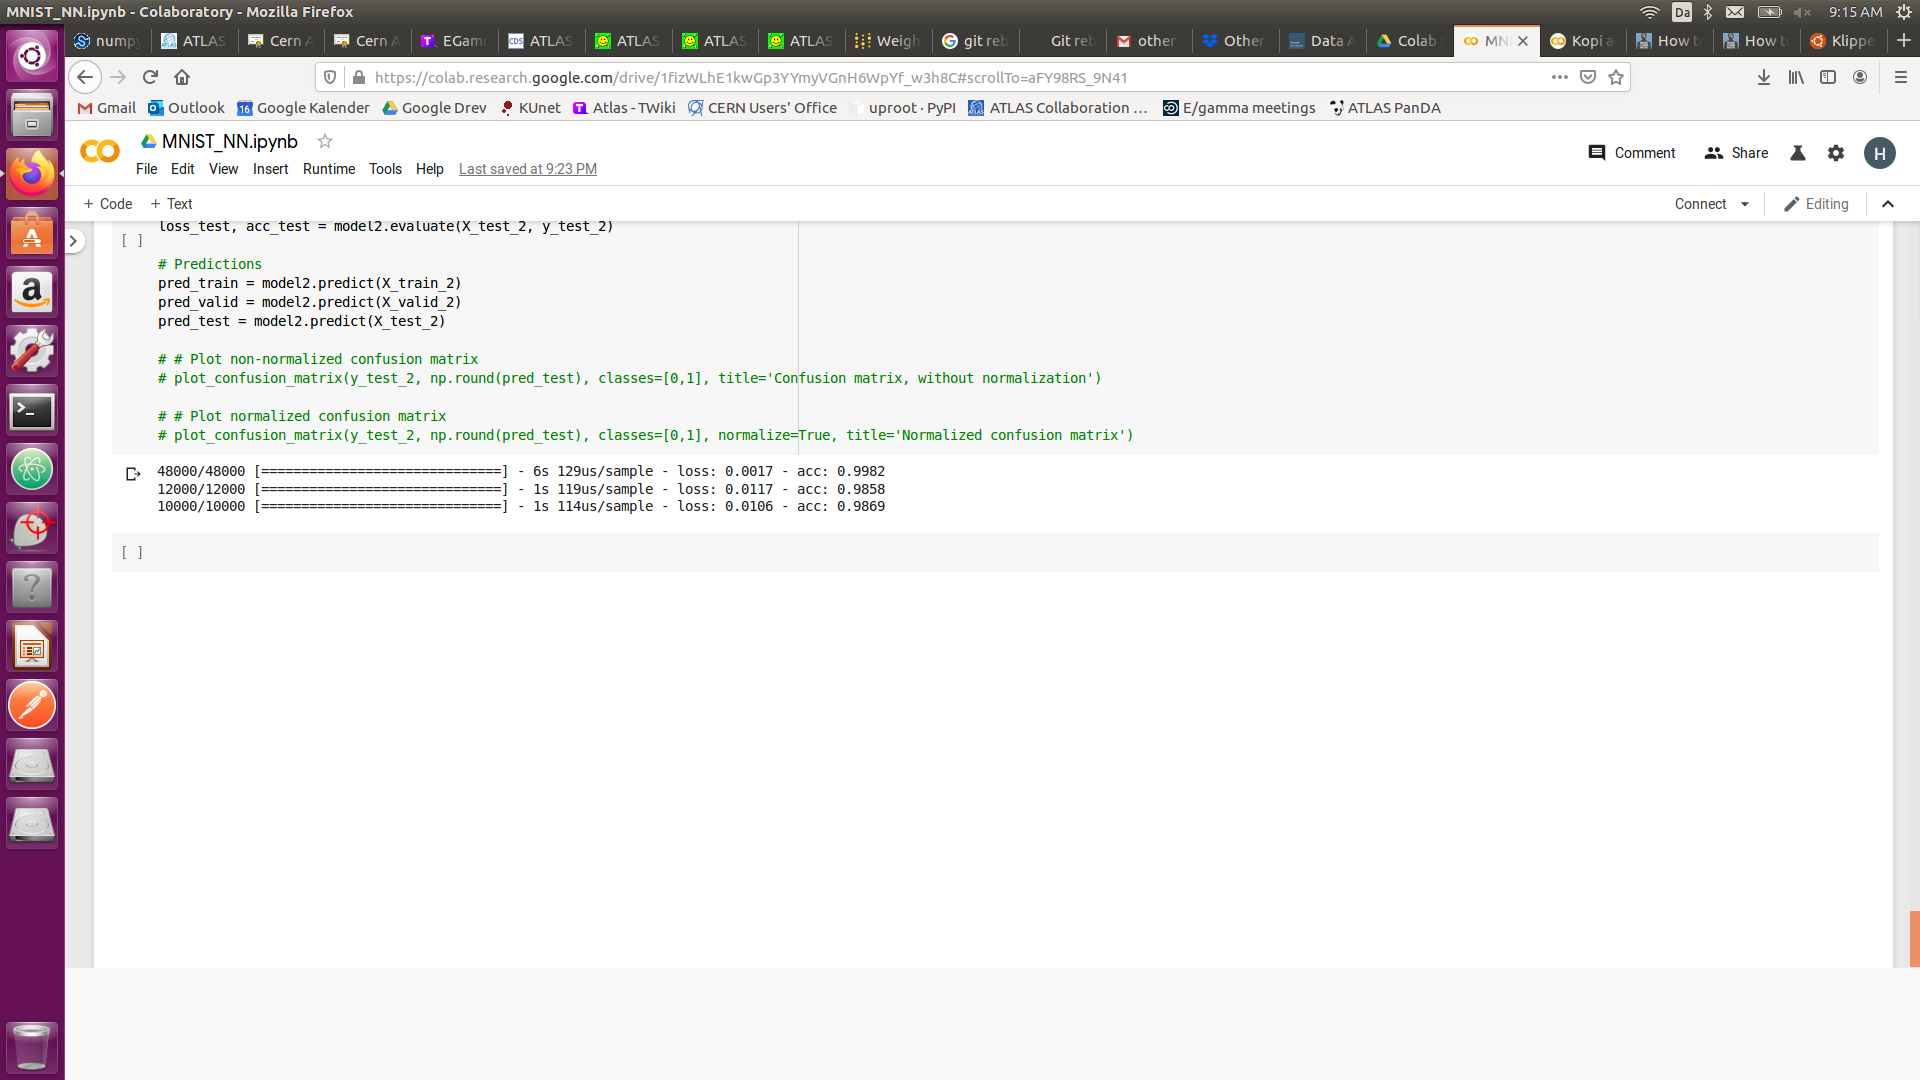 MNIST_NN.ipynb - Colaboratory - Mozilla Firefox
Da
9:15 AM
numpy
ATLAS
Cern A
Cern A
EGam
CDS
ATLAS
ATLAS
ATLAS
ATLAS
Weigh
git reb
Git reb
other
Other
Data A
Colab
MN
Kopi a
How t
How t
Klippe
https://colab.research.google.com/drive/1fizWLhE1kwGp3YYmyVGnH6WpYf_w3h8C#scrollTo=aFY98RS_9N41
Gmail
Outlook
16
Google Kalender
Google Drev
KUnet
Atlas - TWiki
CERN Users' Office
uproot · PyPI
ATLAS Collaboration ...
E/gamma meetings
ATLAS PanDA
MNIST_NN.ipynb
File Edit View Insert Runtime Tools Help Last saved at 9:23 PM
Comment
Share
H
+ Code + Text
Connect
Editing
loss_test, acc_test = model2.evaluate(X_test_2, y_test_2)
[ ]
# Predictions
pred_train = model2.predict(X_train_2)
pred_valid = model2.predict(X_valid_2)
pred_test = model2.predict(X_test_2)
# # Plot non-normalized confusion matrix
# plot_confusion_matrix(y_test_2, np.round(pred_test), classes=[0,1], title='Confusion matrix, without normalization')
# # Plot normalized confusion matrix
# plot_confusion_matrix(y_test_2, np.round(pred_test), classes=[0,1], normalize=True, title='Normalized confusion matrix')
48000/48000 [==============================] - 6s 129us/sample - loss: 0.0017 - acc: 0.9982
12000/12000 [==============================] - 1s 119us/sample - loss: 0.0117 - acc: 0.9858
10000/10000 [==============================] - 1s 114us/sample - loss: 0.0106 - acc: 0.9869
[ ]